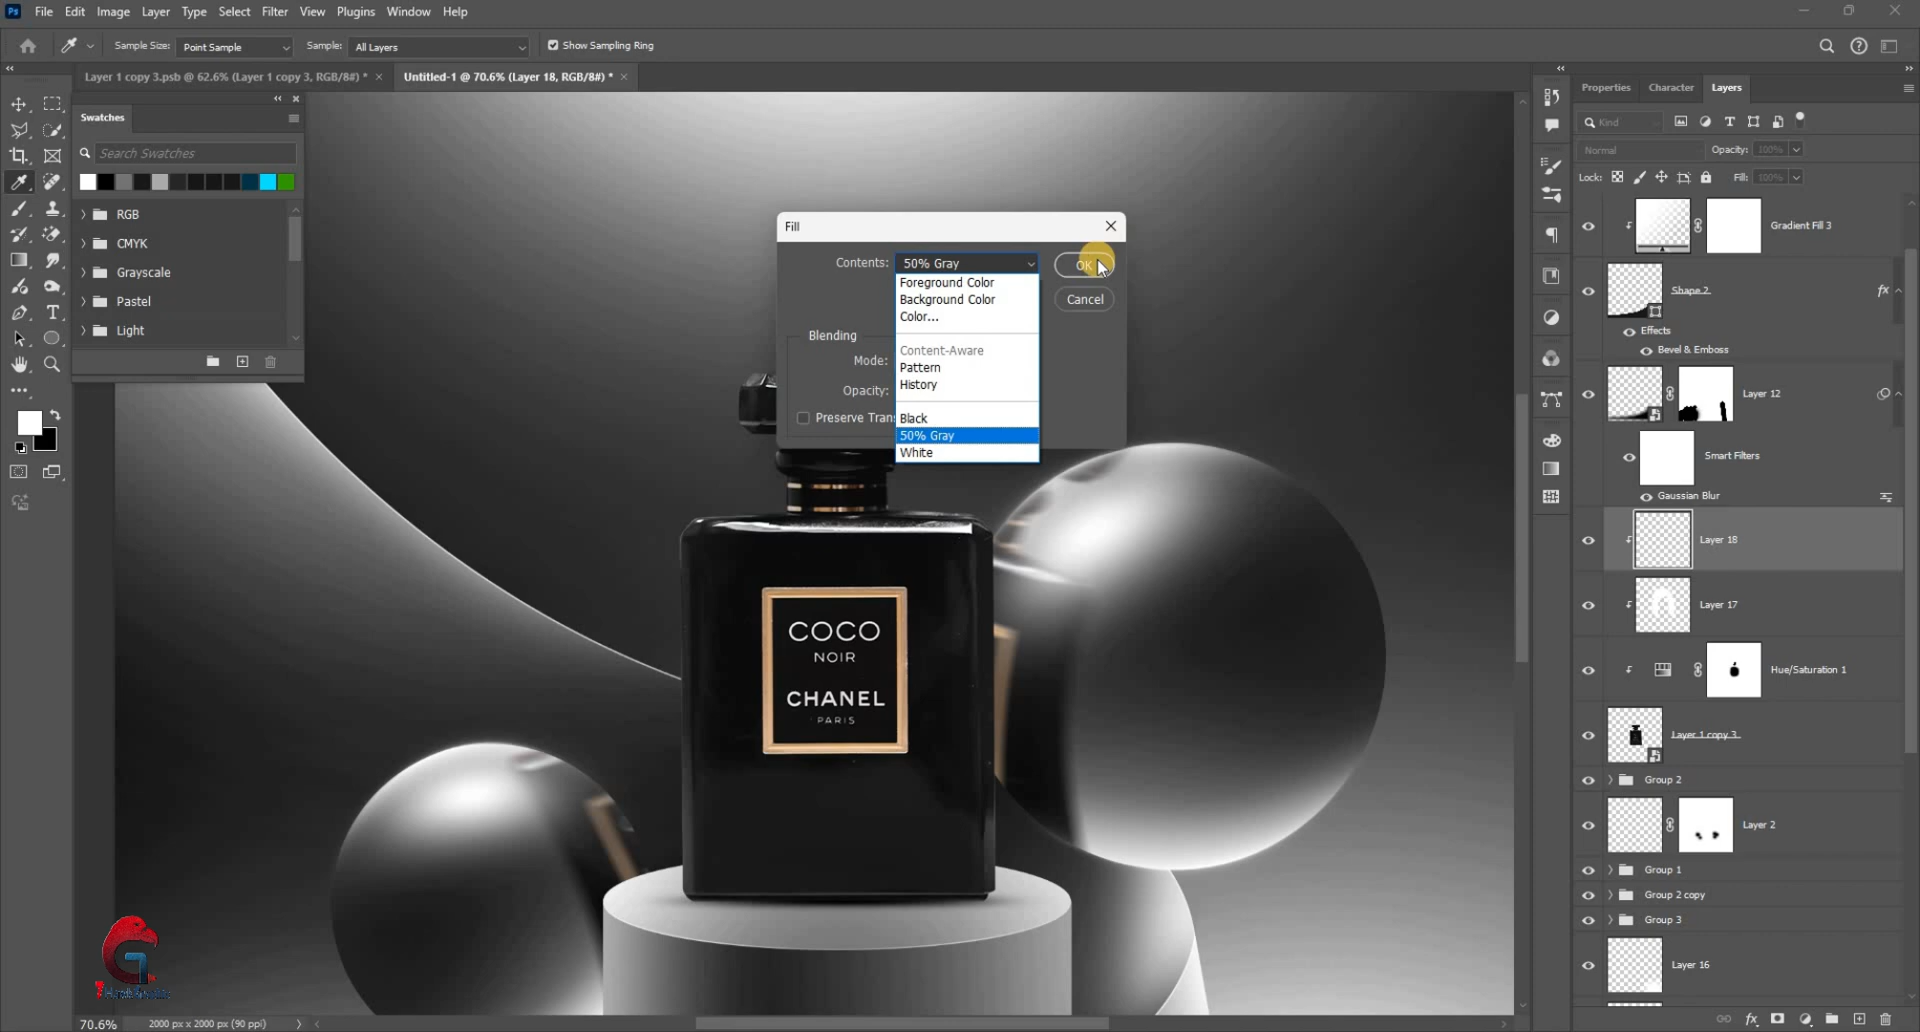 Ps File Edit Image Layer Type Select Filter View Plugins Window Help
Sample Size: Point Sample Sample: All Layers Show Sampling Ring
Layer 1 copy 3.psb @ 62.6% (Layer 1 copy 3, RGB/8#) * × Untitled-1 @ 70.6% (Layer 18, RGB/8#) * ×
Swatches
Search Swatches
RGB
CMYK
Grayscale
Pastel
Light
Fill
Contents: 50% Gray
OK
Cancel
Foreground Color
Background Color
Color...
Content-Aware
Pattern
History
Black
50% Gray
White
Blending
Mode:
Opacity:
Preserve Tran
COCO
NOIR
CHANEL
PARIS
Properties Character Layers
Kind
Normal Opacity: 100%
Lock: Fill: 100%
Gradient Fill 3
Shape 2 fx
Effects
Bevel & Emboss
Layer 12
Smart Filters
Gaussian Blur
Layer 18
Layer 17
Hue/Saturation 1
Layer 1 copy 3
Group 2
Layer 2
Group 1
Group 2 copy
Group 3
Layer 16
fx
70.6% 2000 px x 2000 px (90 ppi)